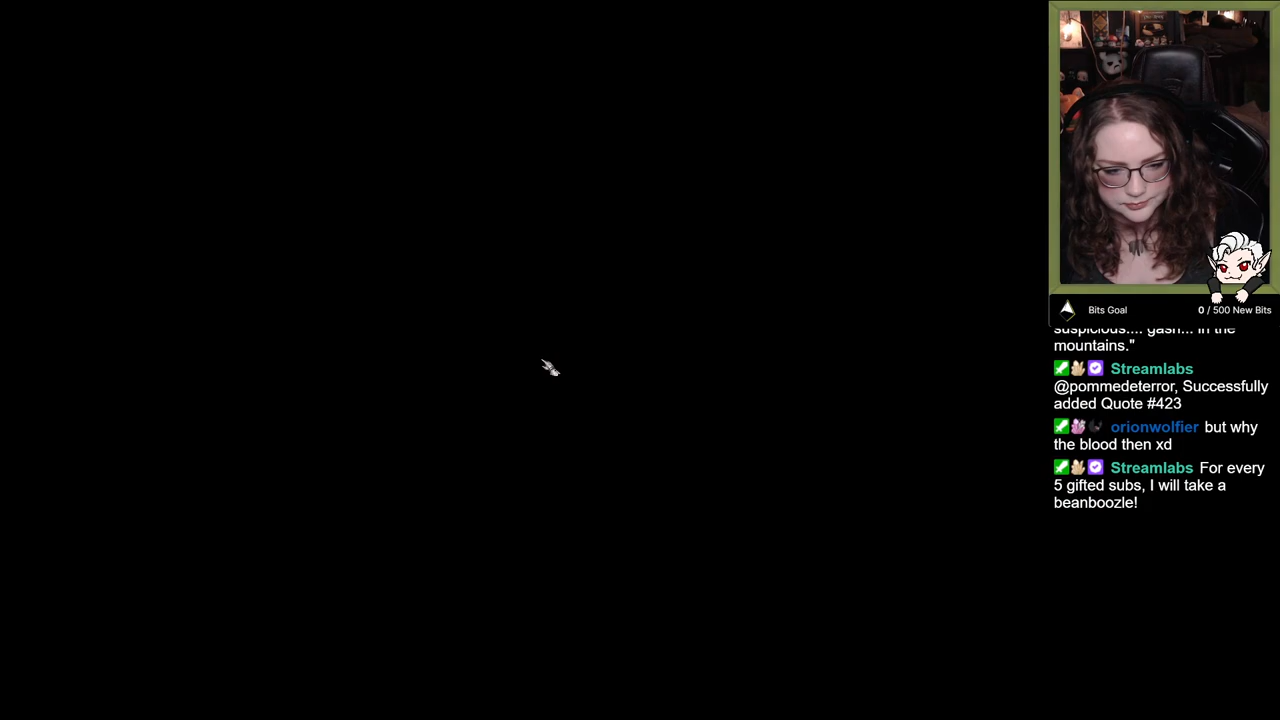 Bits Goal 0 / 500 New Bits
suspicious.... gash... in the
mountains."
Streamlabs
@pommedeterror, Successfully
added Quote #423
orionwolfier but why
the blood then xd
Streamlabs For every
5 gifted subs, I will take a
beanboozle!